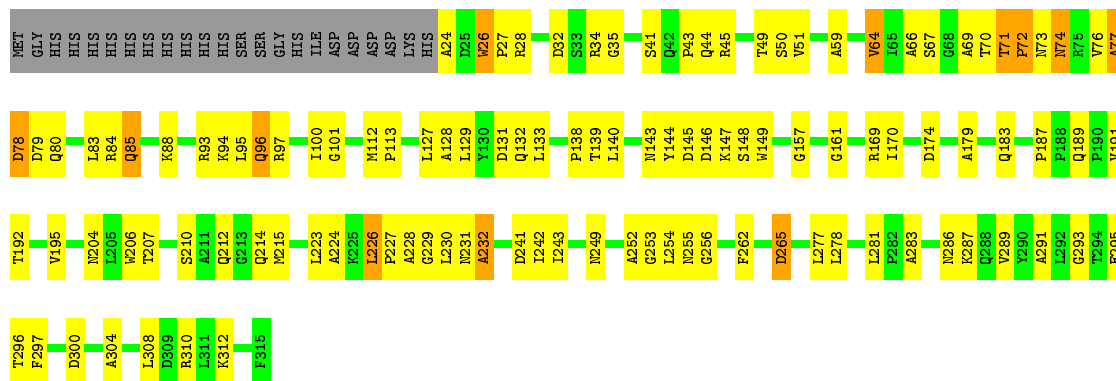 MET GLY HIS HIS HIS HIS HIS HIS HIS HIS HIS HIS SER SER GLY HIS ILE ASP ASP ASP LYS HIS A24 D25 W26 P27 R28 D32 S33 R34 G35 S41 Q42 P43 Q44 R45 T49 S50 V51 A59 V64 I65 A66 S67 G68 A69 T70 T71 P72 N73 N74 R75 V76 A77
D78 D79 Q80 L83 R84 Q85 K88 R93 K94 L95 Q96 R97 I100 G101 M112 P113 L127 A128 L129 Y130 D131 Q132 L133 P138 T139 L140 N143 Y144 D145 D146 K147 S148 W149 G157 G161 R169 I170 D174 A179 Q183 P187 P188 Q189 P190 V191
T192 V195 N204 L205 W206 T207 S210 A211 Q212 G213 Q214 M215 L223 A224 K225 L226 P227 A228 G229 L230 N231 A232 D241 I242 I243 N249 A252 G253 L254 N255 G256 F262 D265 L277 L278 L281 P282 A283 N286 K287 Q288 V289 Y290 A291 L292 G293 T294 E295
T296 F297 D300 A304 L308 D309 R310 L311 K312 F315